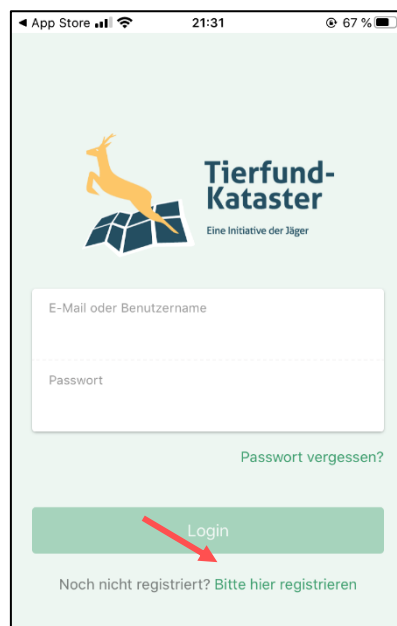 ◀ App Store 21:31 67 %
Tierfund-
Kataster
Eine Initiative der Jäger
E-Mail oder Benutzername
Passwort
Passwort vergessen?
Login
Noch nicht registriert? Bitte hier registrieren